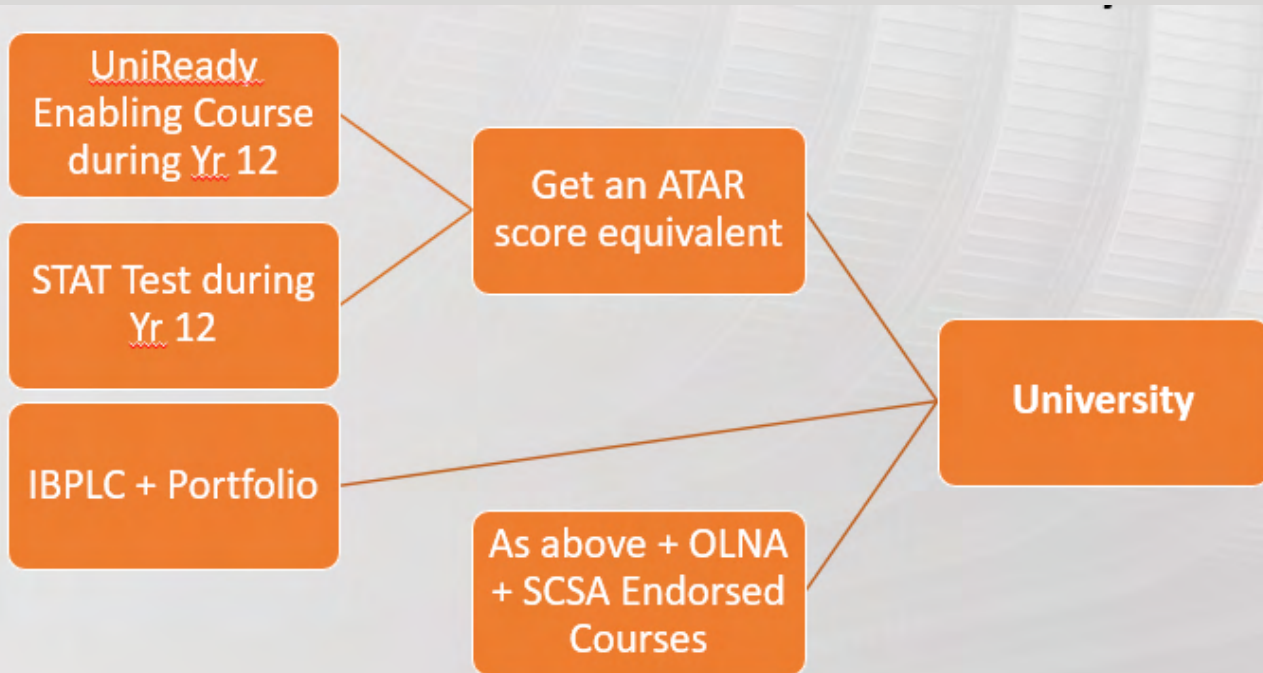 UniReady
Enabling Course
during Yr 12
STAT Test during
Yr 12
IBPLC + Portfolio
Get an ATAR
score equivalent
As above + OLNA
+ SCSA Endorsed
Courses
University